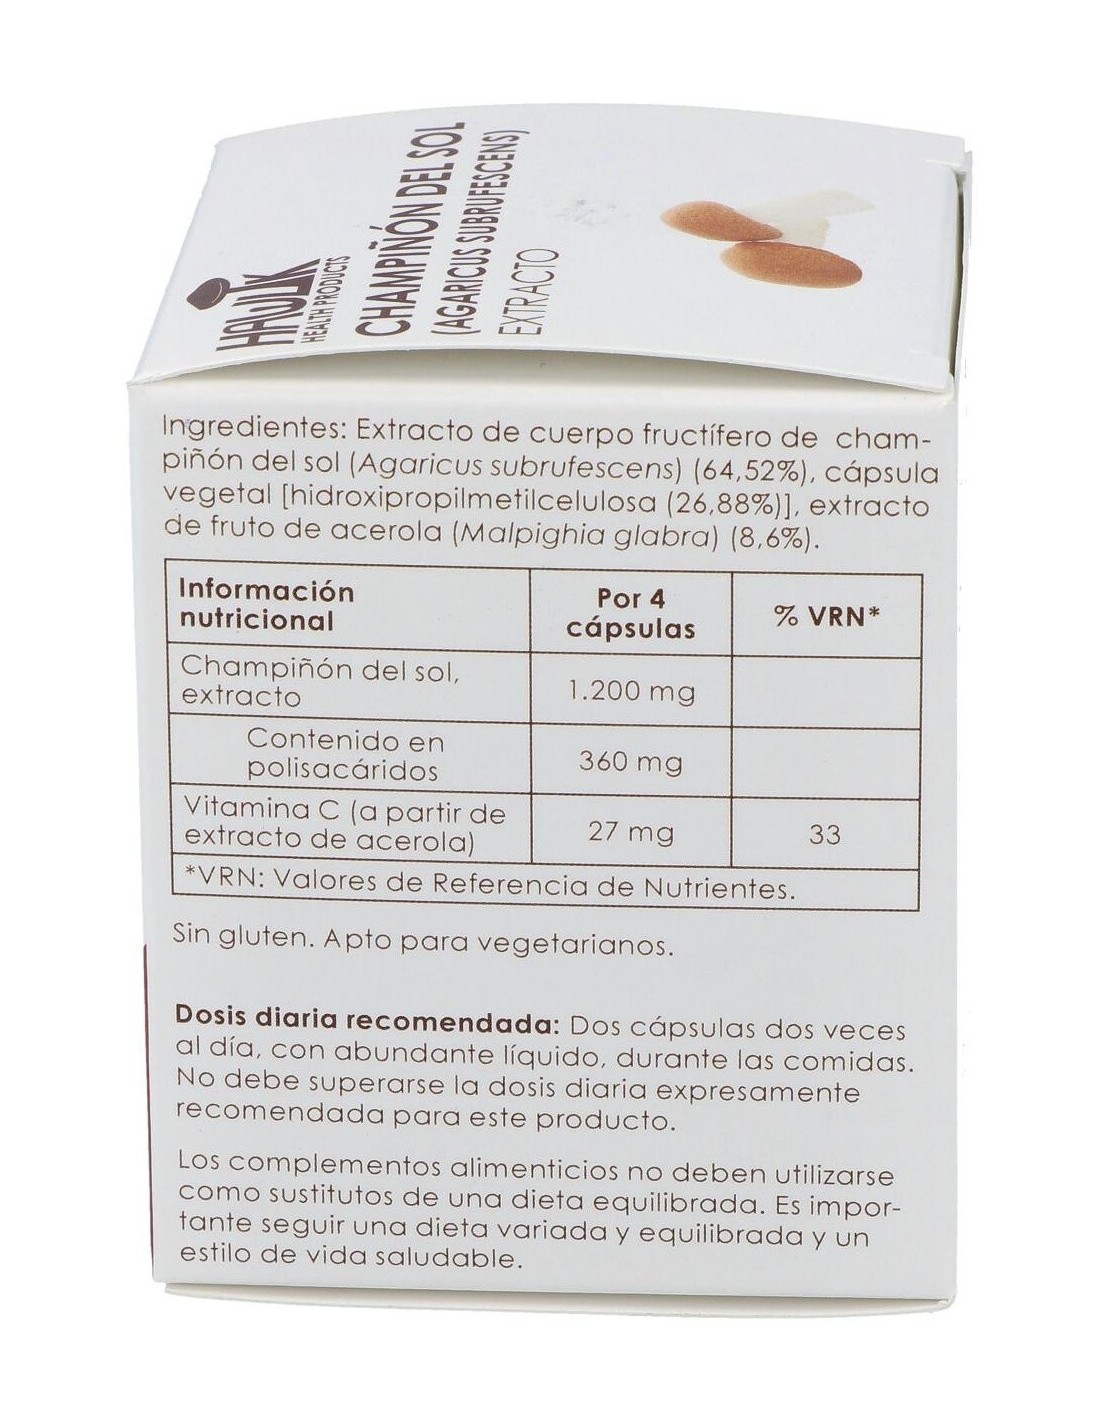 HAWLIK
HEALTH PRODUCTS
CHAMPIÑÓN DEL SOL
(AGARICUS SUBRUFESCENS)
EXTRACTO
Ingredientes: Extracto de cuerpo fructífero de cham-
piñón del sol (Agaricus subrufescens) (64,52%), cápsula
vegetal [hidroxipropilmetilcelulosa (26,88%)], extracto
de fruto de acerola (Malpighia glabra) (8,6%).
Información
nutricional
Por 4
cápsulas
% VRN*
Champiñón del sol,
extracto
1.200 mg
Contenido en
polisacáridos
360 mg
Vitamina C (a partir de
extracto de acerola)
27 mg
33
*VRN: Valores de Referencia de Nutrientes.
Sin gluten. Apto para vegetarianos.
Dosis diaria recomendada: Dos cápsulas dos veces
al día, con abundante líquido, durante las comidas.
No debe superarse la dosis diaria expresamente
recomendada para este producto.
Los complementos alimenticios no deben utilizarse
como sustitutos de una dieta equilibrada. Es impor-
tante seguir una dieta variada y equilibrada y un
estilo de vida saludable.